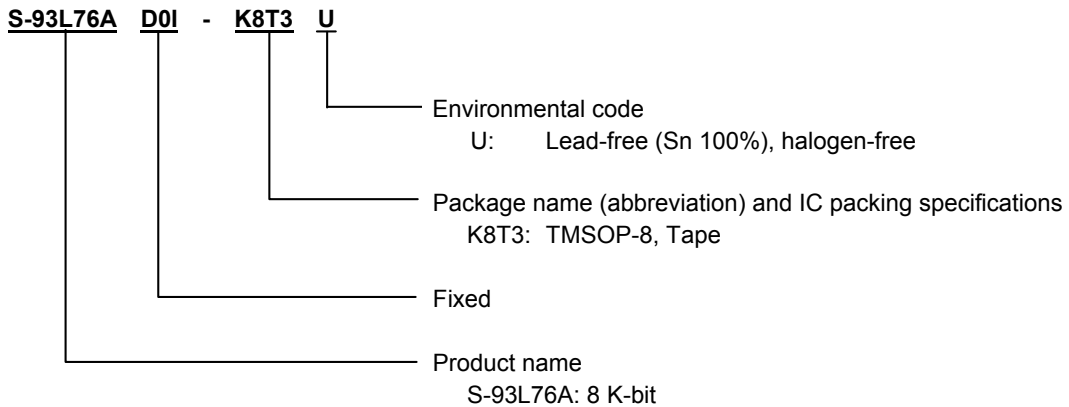 S-93L76A D0I - K8T3 U
Environmental code
U: Lead-free (Sn 100%), halogen-free
Package name (abbreviation) and IC packing specifications
K8T3: TMSOP-8, Tape
Fixed
Product name
S-93L76A: 8 K-bit